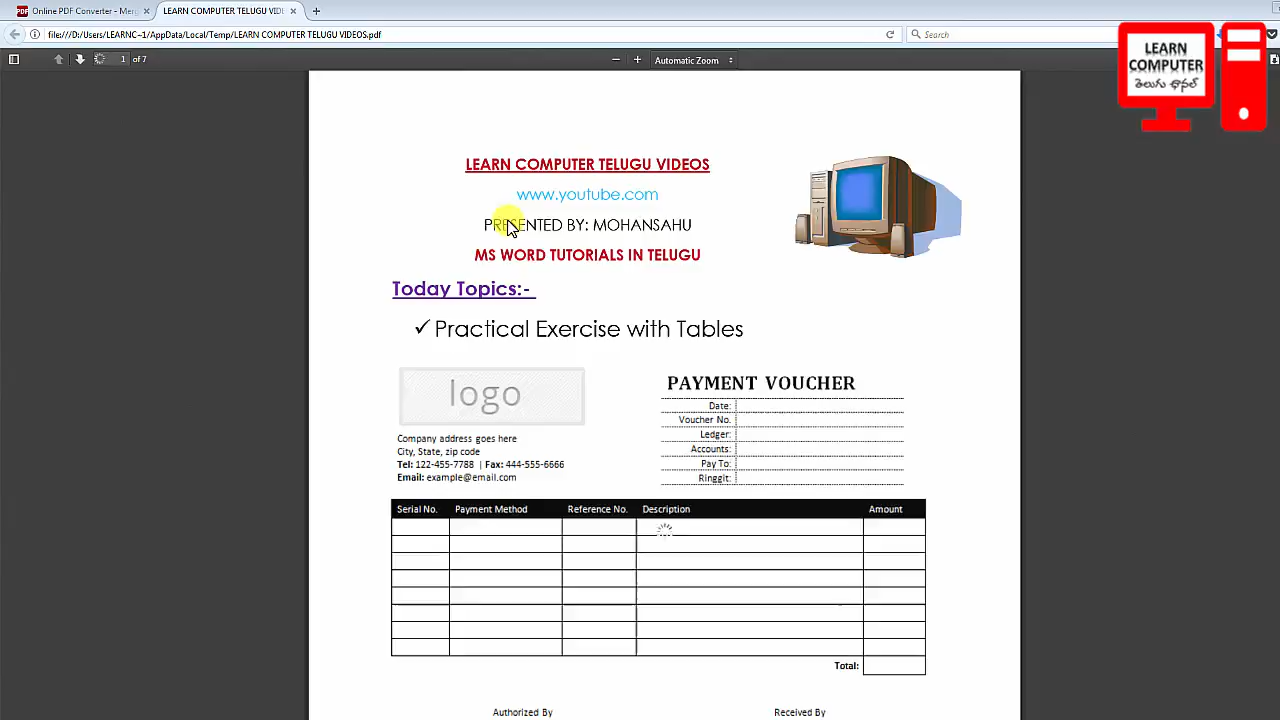 Online PDF Converter - Mer
LEARN COMPUTER TELUGU VIDE
file:///D:/Users/LEARNC~1/AppData/Local/Temp/LEARN COMPUTER TELUGU VIDEOS.pdf
Search
1 of 7
Automatic Zoom
LEARN
COMPUTER
తెలుగు ఛానల్
LEARN COMPUTER TELUGU VIDEOS
www.youtube.com
PRESENTED BY: MOHANSAHU
MS WORD TUTORIALS IN TELUGU
Today Topics:-
✓ Practical Exercise with Tables
logo
Company address goes here
City, State, zip code
Tel: 122-455-7788 | Fax: 444-555-6666
Email: example@email.com
PAYMENT VOUCHER
Date:
Voucher No.
Ledger:
Accounts:
Pay To:
Ringgit:
Serial No. Payment Method Reference No. Description Amount
Total:
Authorized By Received By